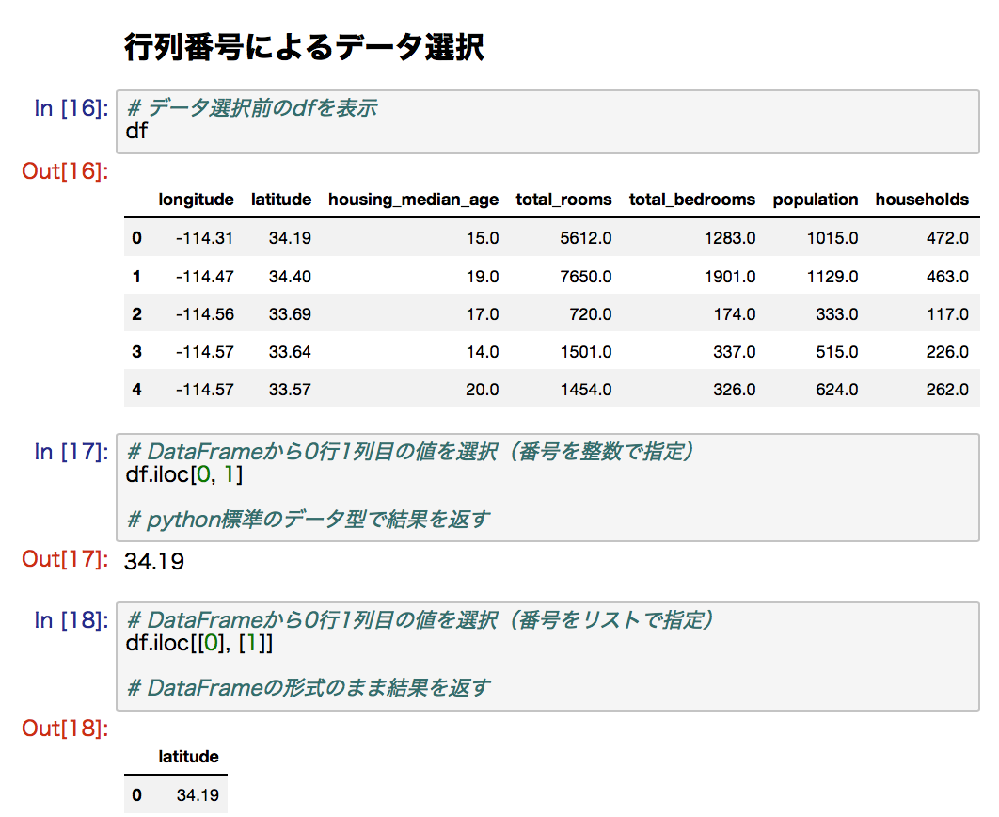 行列番号によるデータ選択
In [16]: # データ選択前のdfを表示
df
Out[16]:
longitude latitude housing_median_age total_rooms total_bedrooms population households
0 -114.31 34.19 15.0 5612.0 1283.0 1015.0 472.0
1 -114.47 34.40 19.0 7650.0 1901.0 1129.0 463.0
2 -114.56 33.69 17.0 720.0 174.0 333.0 117.0
3 -114.57 33.64 14.0 1501.0 337.0 515.0 226.0
4 -114.57 33.57 20.0 1454.0 326.0 624.0 262.0
In [17]: # DataFrameから0行1列目の値を選択（番号を整数で指定）
df.iloc[0, 1]
# python標準のデータ型で結果を返す
Out[17]: 34.19
In [18]: # DataFrameから0行1列目の値を選択（番号をリストで指定）
df.iloc[[0], [1]]
# DataFrameの形式のまま結果を返す
Out[18]:
latitude
0 34.19